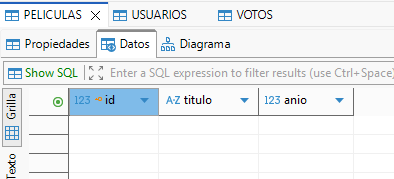 PELICULAS USUARIOS VOTOS
Propiedades Datos Diagrama
Show SQL Enter a SQL expression to filter results (use Ctrl+Space)
Grilla
123 id A-Z titulo 123 anio
Texto